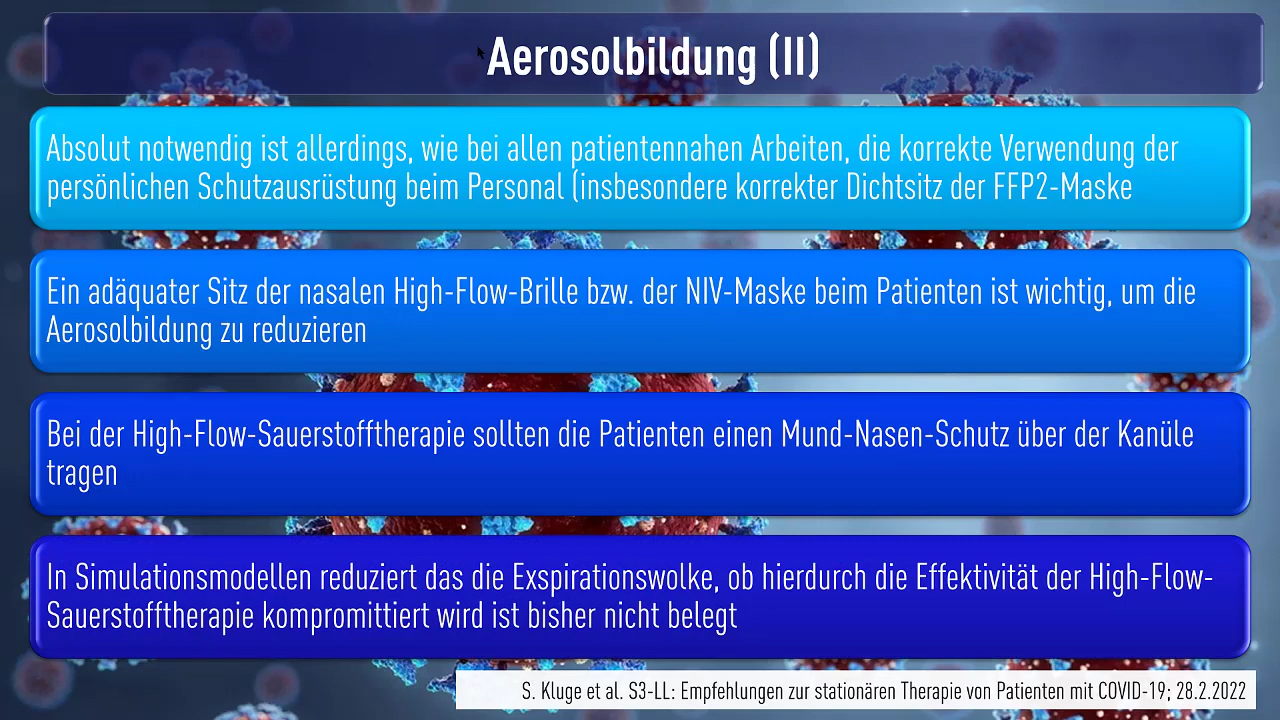 Aerosolbildung (II)
Absolut notwendig ist allerdings, wie bei allen patientennahen Arbeiten, die korrekte Verwendung der
persönlichen Schutzausrüstung beim Personal (insbesondere korrekter Dichtsitz der FFP2-Maske
Ein adäquater Sitz der nasalen High-Flow-Brille bzw. der NIV-Maske beim Patienten ist wichtig, um die
Aerosolbildung zu reduzieren
Bei der High-Flow-Sauerstofftherapie sollten die Patienten einen Mund-Nasen-Schutz über der Kanüle
tragen
In Simulationsmodellen reduziert das die Exspirationswolke, ob hierdurch die Effektivität der High-Flow-
Sauerstofftherapie kompromittiert wird ist bisher nicht belegt
S. Kluge et al. S3-LL: Empfehlungen zur stationären Therapie von Patienten mit COVID-19; 28.2.2022